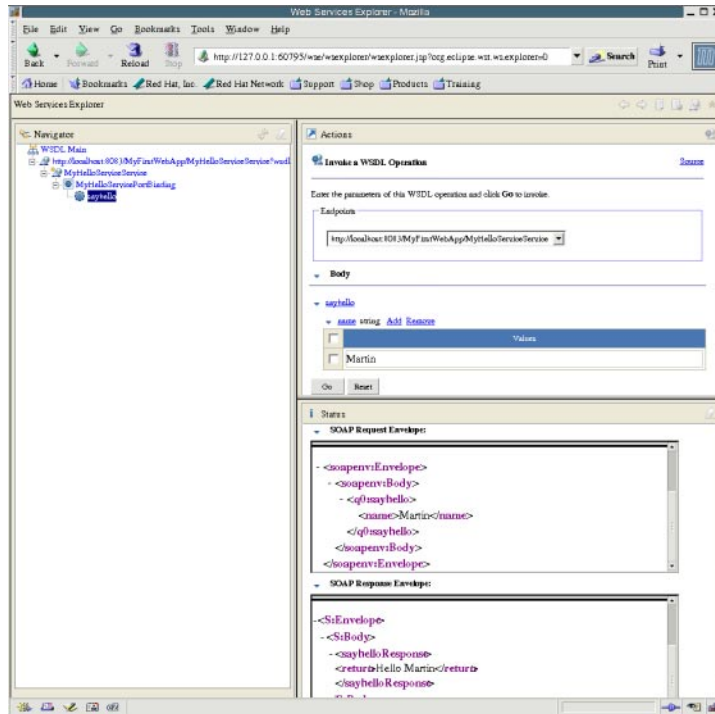 Web Services Explorer - Mozilla
File Edit View Go Bookmarks Tools Window Help
Back Forward Reload Stop http://127.0.0.1:60795/wse/wsexplorer/wsexplorer.jsp?org.eclipse.wst.ws.explorer=0 Search Print
Home Bookmarks Red Hat, Inc. Red Hat Network Support Shop Products Training
Web Services Explorer
Navigator
WSDL Main
http://localhost:8083/MyFirstWebApp/MyHelloServiceService?wsdl
MyHelloServiceService
MyHelloServicePortBinding
sayhello
Actions
Invoke a WSDL Operation Source
Enter the parameters of this WSDL operation and click Go to invoke.
Endpoints
http://localhost:8083/MyFirstWebApp/MyHelloServiceService
Body
sayhello
name string Add Remove
Values
Martin
Go Reset
Status
SOAP Request Envelope:
- <soapenv:Envelope>
- <soapenv:Body>
- <q0:sayhello>
<name>Martin</name>
</q0:sayhello>
</soapenv:Body>
</soapenv:Envelope>
SOAP Response Envelope:
-<S:Envelope>
- <S:Body>
- <sayhelloResponse>
<return>Hello Martin</return>
</sayhelloResponse>